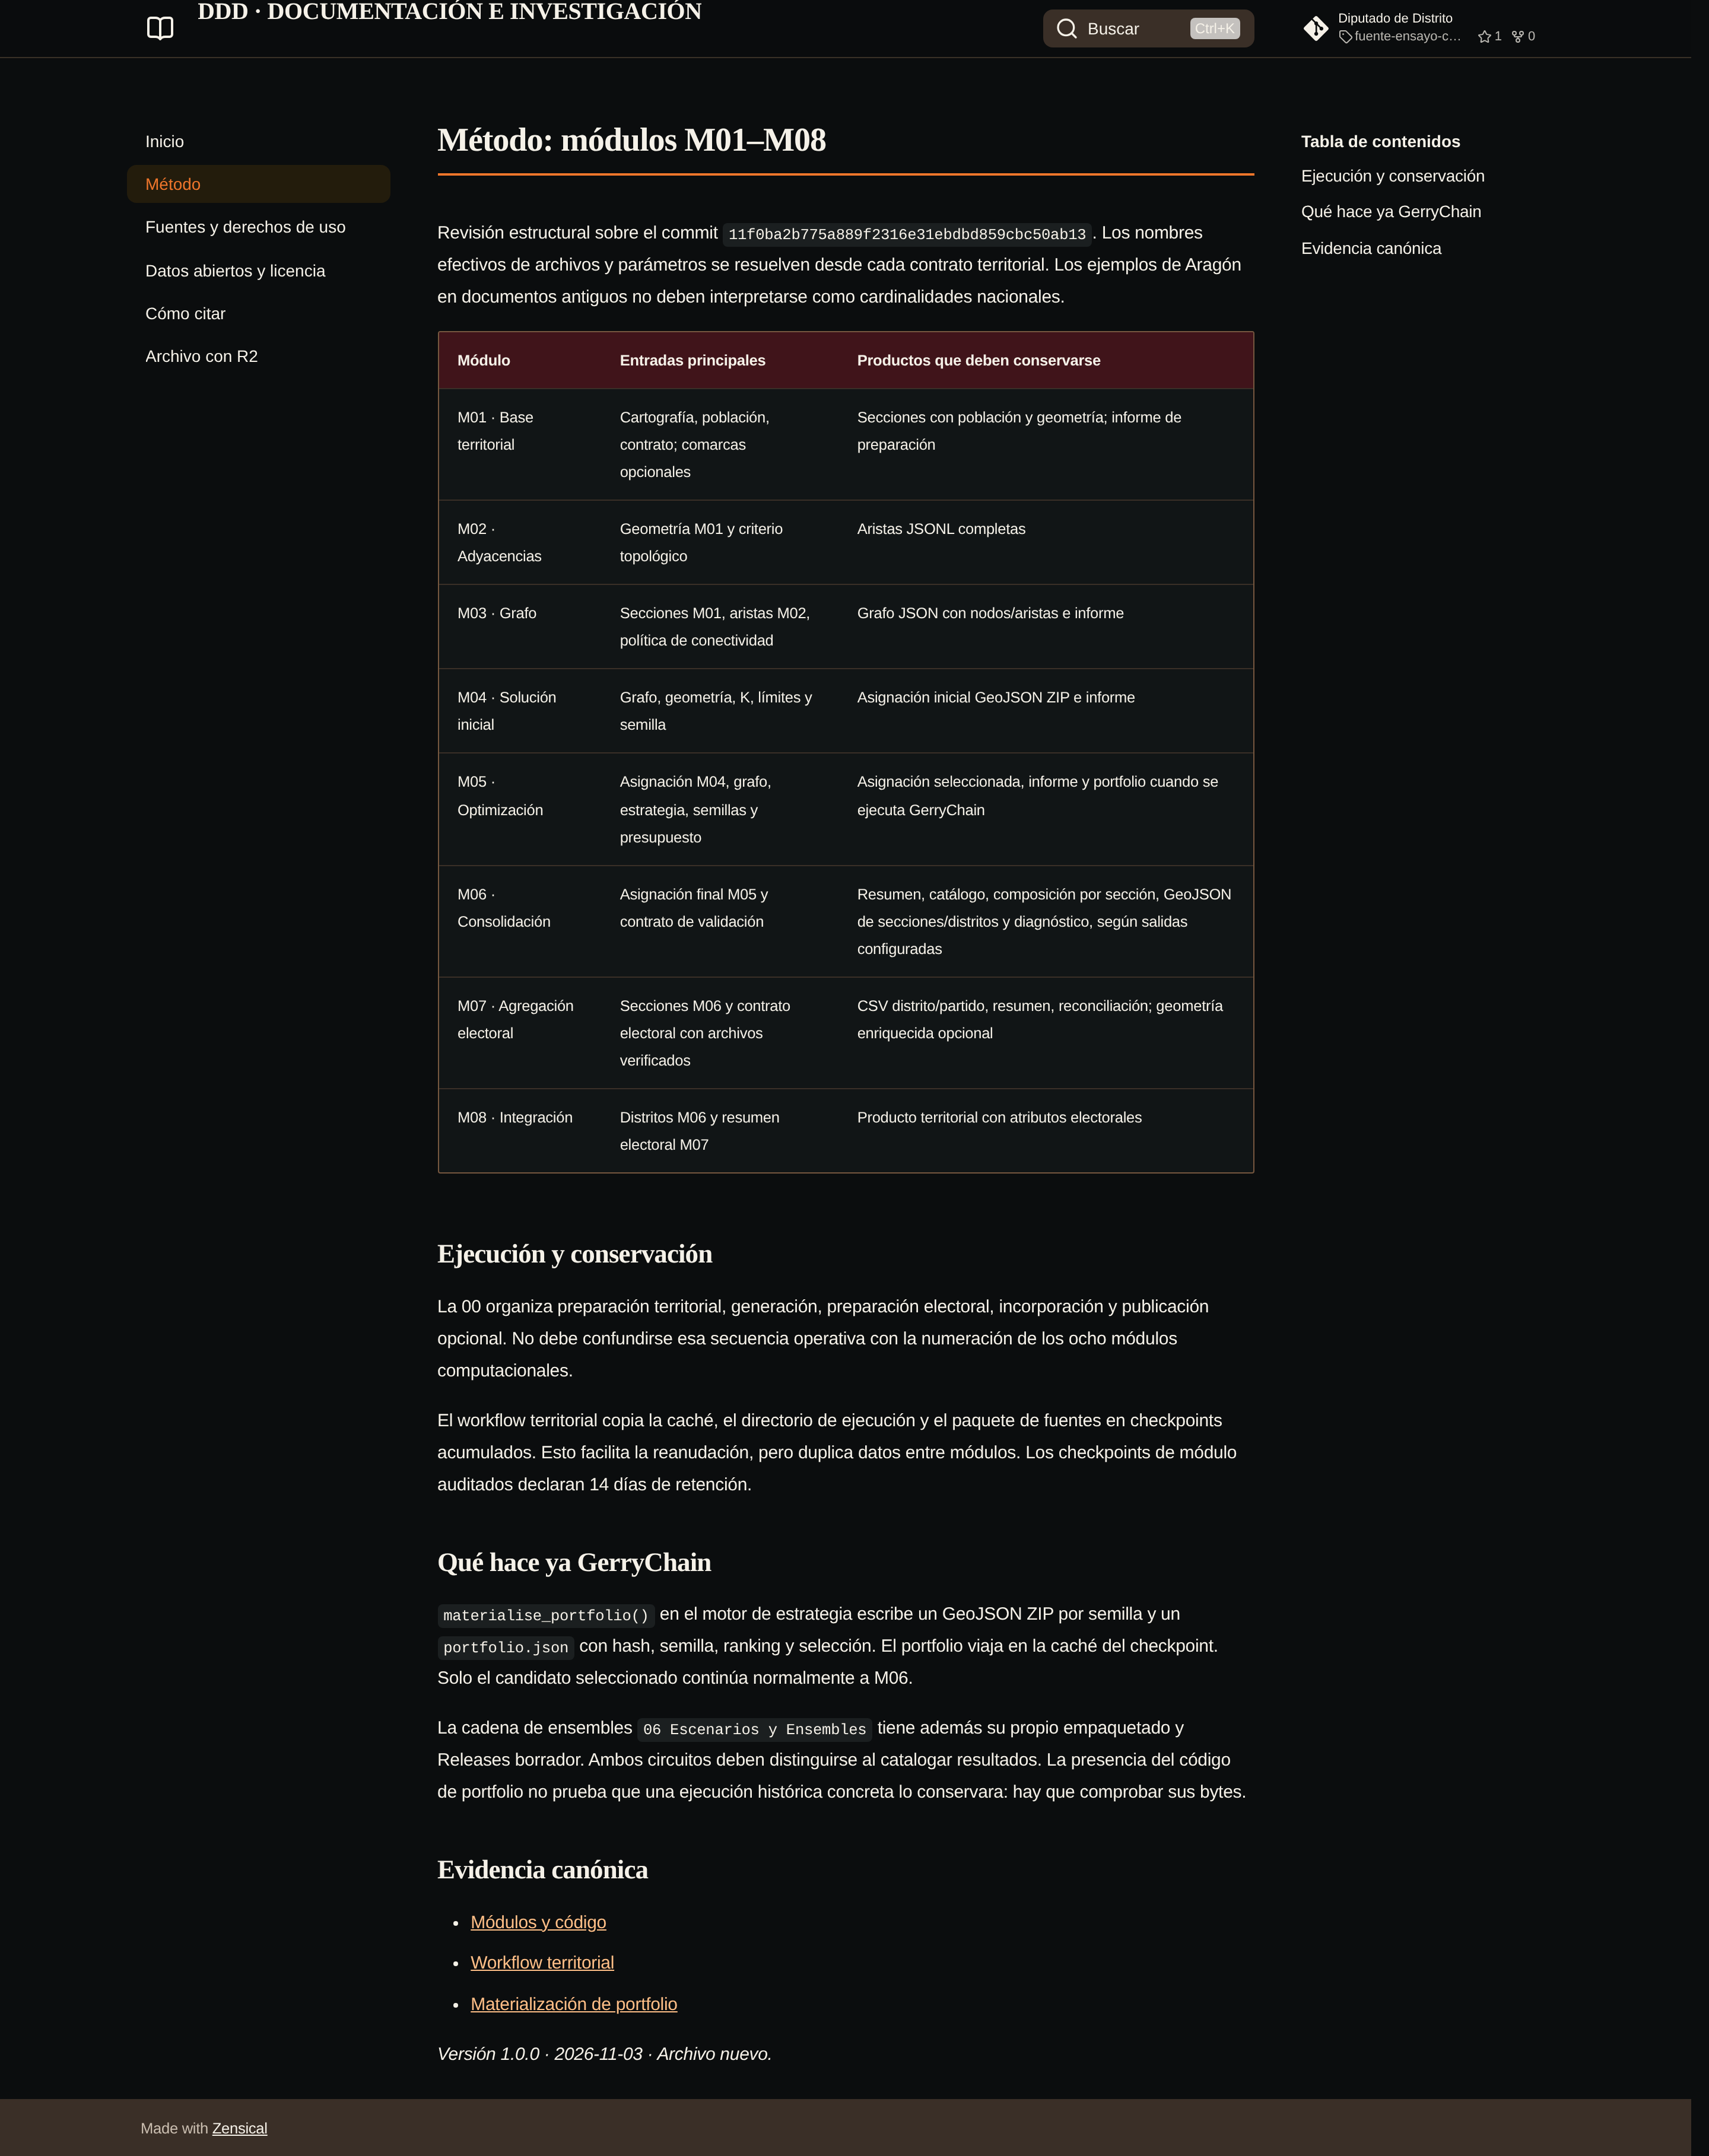 DDD · DOCUMENTACIÓN E INVESTIGACIÓN
Buscar
Ctrl+K
Diputado de Distrito
fuente-ensayo-c…
1
0
Inicio
Método
Fuentes y derechos de uso
Datos abiertos y licencia
Cómo citar
Archivo con R2
Método: módulos M01–M08
Revisión estructural sobre el commit 11f0ba2b775a889f2316e31ebdbd859cbc50ab13. Los nombres
efectivos de archivos y parámetros se resuelven desde cada contrato territorial. Los ejemplos de Aragón
en documentos antiguos no deben interpretarse como cardinalidades nacionales.
Módulo
Entradas principales
Productos que deben conservarse
M01 · Base
territorial
Cartografía, población,
contrato; comarcas
opcionales
Secciones con población y geometría; informe de
preparación
M02 ·
Adyacencias
Geometría M01 y criterio
topológico
Aristas JSONL completas
M03 · Grafo
Secciones M01, aristas M02,
política de conectividad
Grafo JSON con nodos/aristas e informe
M04 · Solución
inicial
Grafo, geometría, K, límites y
semilla
Asignación inicial GeoJSON ZIP e informe
M05 ·
Optimización
Asignación M04, grafo,
estrategia, semillas y
presupuesto
Asignación seleccionada, informe y portfolio cuando se
ejecuta GerryChain
M06 ·
Consolidación
Asignación final M05 y
contrato de validación
Resumen, catálogo, composición por sección, GeoJSON
de secciones/distritos y diagnóstico, según salidas
configuradas
M07 · Agregación
electoral
Secciones M06 y contrato
electoral con archivos
verificados
CSV distrito/partido, resumen, reconciliación; geometría
enriquecida opcional
M08 · Integración
Distritos M06 y resumen
electoral M07
Producto territorial con atributos electorales
Ejecución y conservación
La 00 organiza preparación territorial, generación, preparación electoral, incorporación y publicación
opcional. No debe confundirse esa secuencia operativa con la numeración de los ocho módulos
computacionales.
El workflow territorial copia la caché, el directorio de ejecución y el paquete de fuentes en checkpoints
acumulados. Esto facilita la reanudación, pero duplica datos entre módulos. Los checkpoints de módulo
auditados declaran 14 días de retención.
Qué hace ya GerryChain
materialise_portfolio() en el motor de estrategia escribe un GeoJSON ZIP por semilla y un
portfolio.json con hash, semilla, ranking y selección. El portfolio viaja en la caché del checkpoint.
Solo el candidato seleccionado continúa normalmente a M06.
La cadena de ensembles 06 Escenarios y Ensembles tiene además su propio empaquetado y
Releases borrador. Ambos circuitos deben distinguirse al catalogar resultados. La presencia del código
de portfolio no prueba que una ejecución histórica concreta lo conservara: hay que comprobar sus bytes.
Evidencia canónica
• Módulos y código
• Workflow territorial
• Materialización de portfolio
Versión 1.0.0 · 2026-11-03 · Archivo nuevo.
Tabla de contenidos
Ejecución y conservación
Qué hace ya GerryChain
Evidencia canónica
Made with Zensical